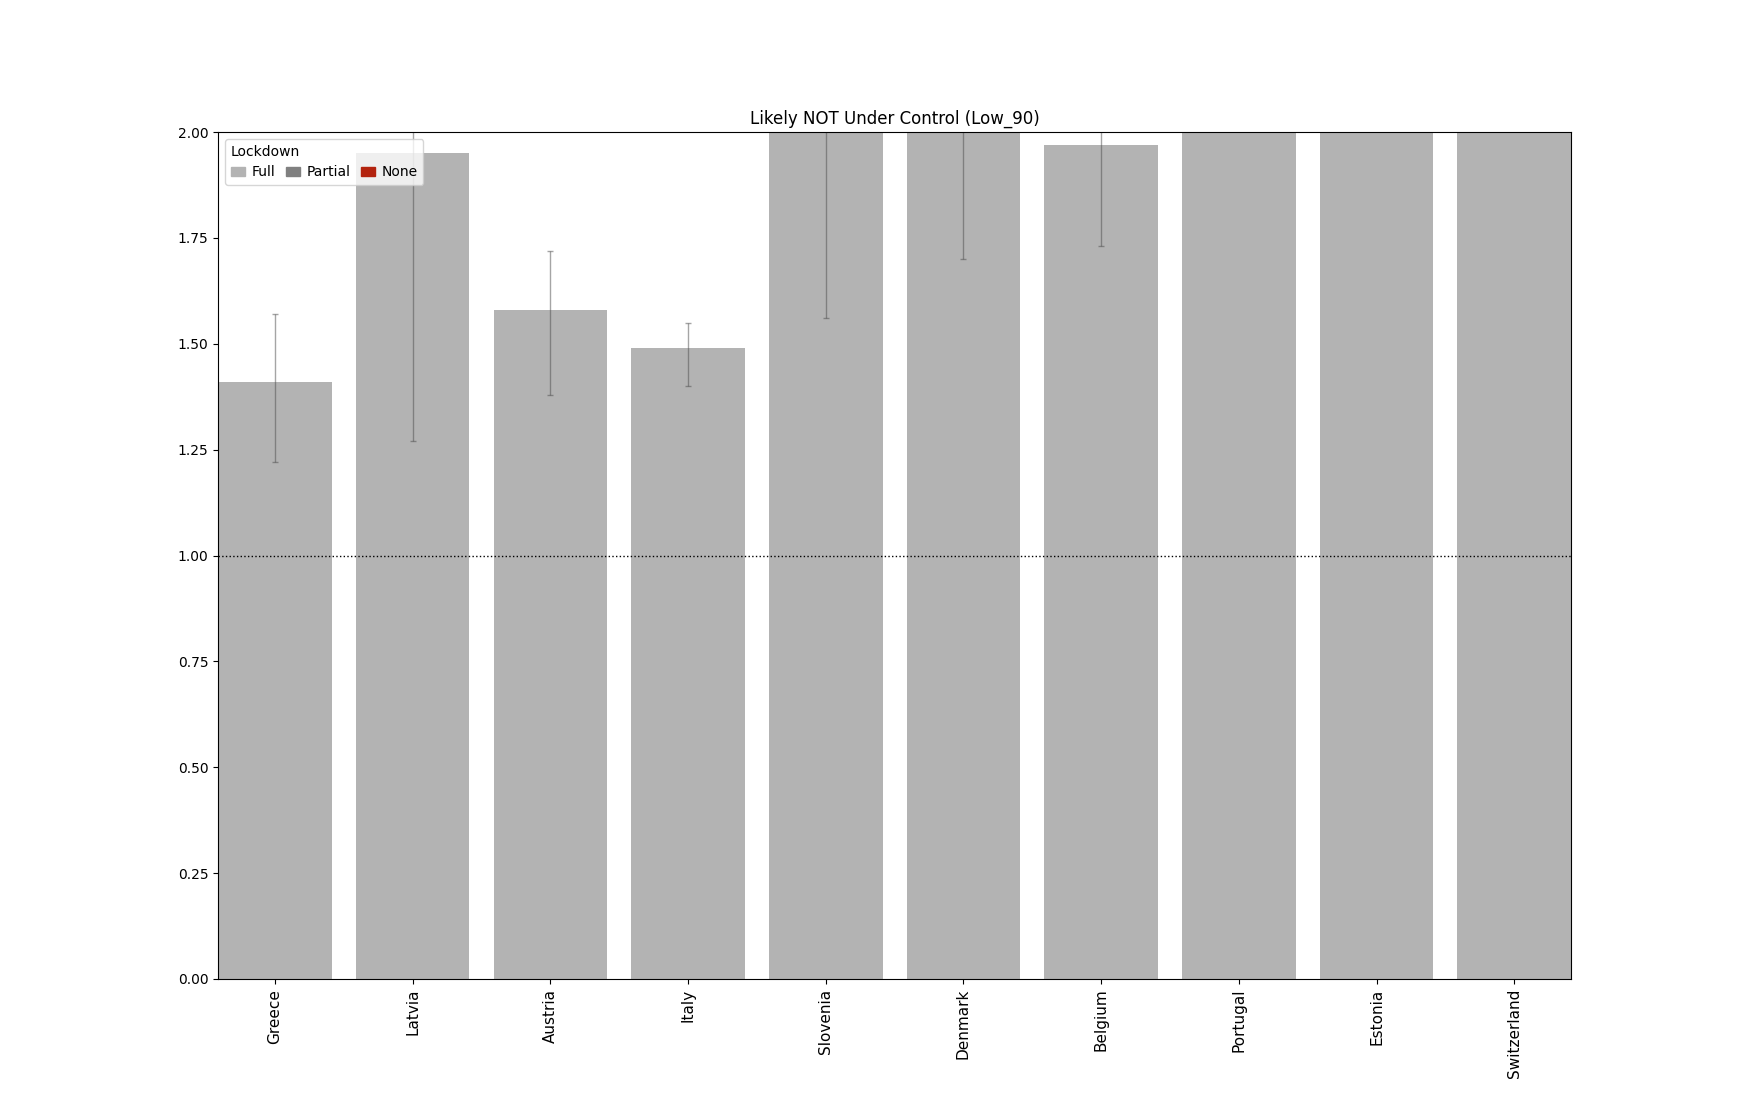 Likely NOT Under Control (Low_90)
Lockdown
Full Partial None
2.00
1.75
1.50
1.25
1.00
0.75
0.50
0.25
0.00
Greece
Latvia
Austria
Italy
Slovenia
Denmark
Belgium
Portugal
Estonia
Switzerland